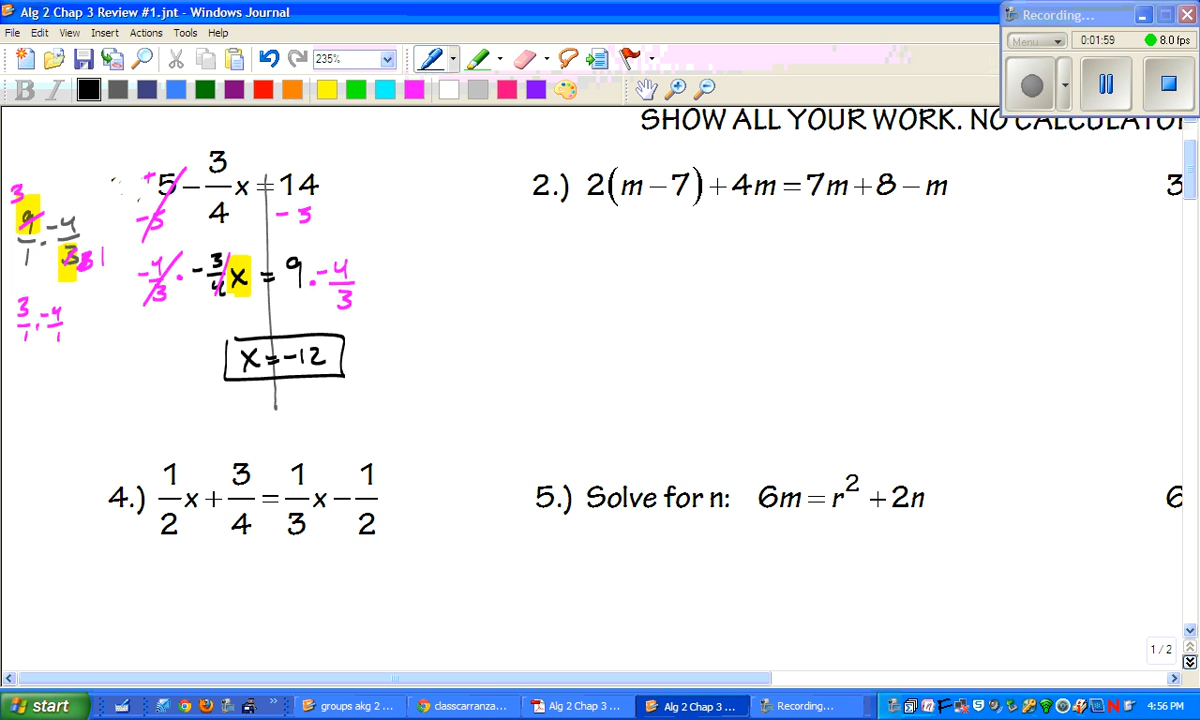 Alg 2 Chap 3 Review #1.jnt - Windows Journal
Recording...
File Edit View Insert Actions Tools Help
Menu 0:01:59 8.0 fps
235%
B I
SHOW ALL YOUR WORK. NO CALCULATOR
5 - 3/4 x = 14
-5 -5
-4/3 · -3/4 x = 9 · -4/3
x = -12
3
9/1 · -4/3 1
3/1 · -4/1
2.) 2(m-7)+4m=7m+8-m
3
4.) 1/2 x + 3/4 = 1/3 x - 1/2
5.) Solve for n: 6m = r² + 2n
6
1 / 2
start
groups akg 2 ...
classcarranza...
Alg 2 Chap 3 ...
Alg 2 Chap 3 ...
Recording...
4:56 PM